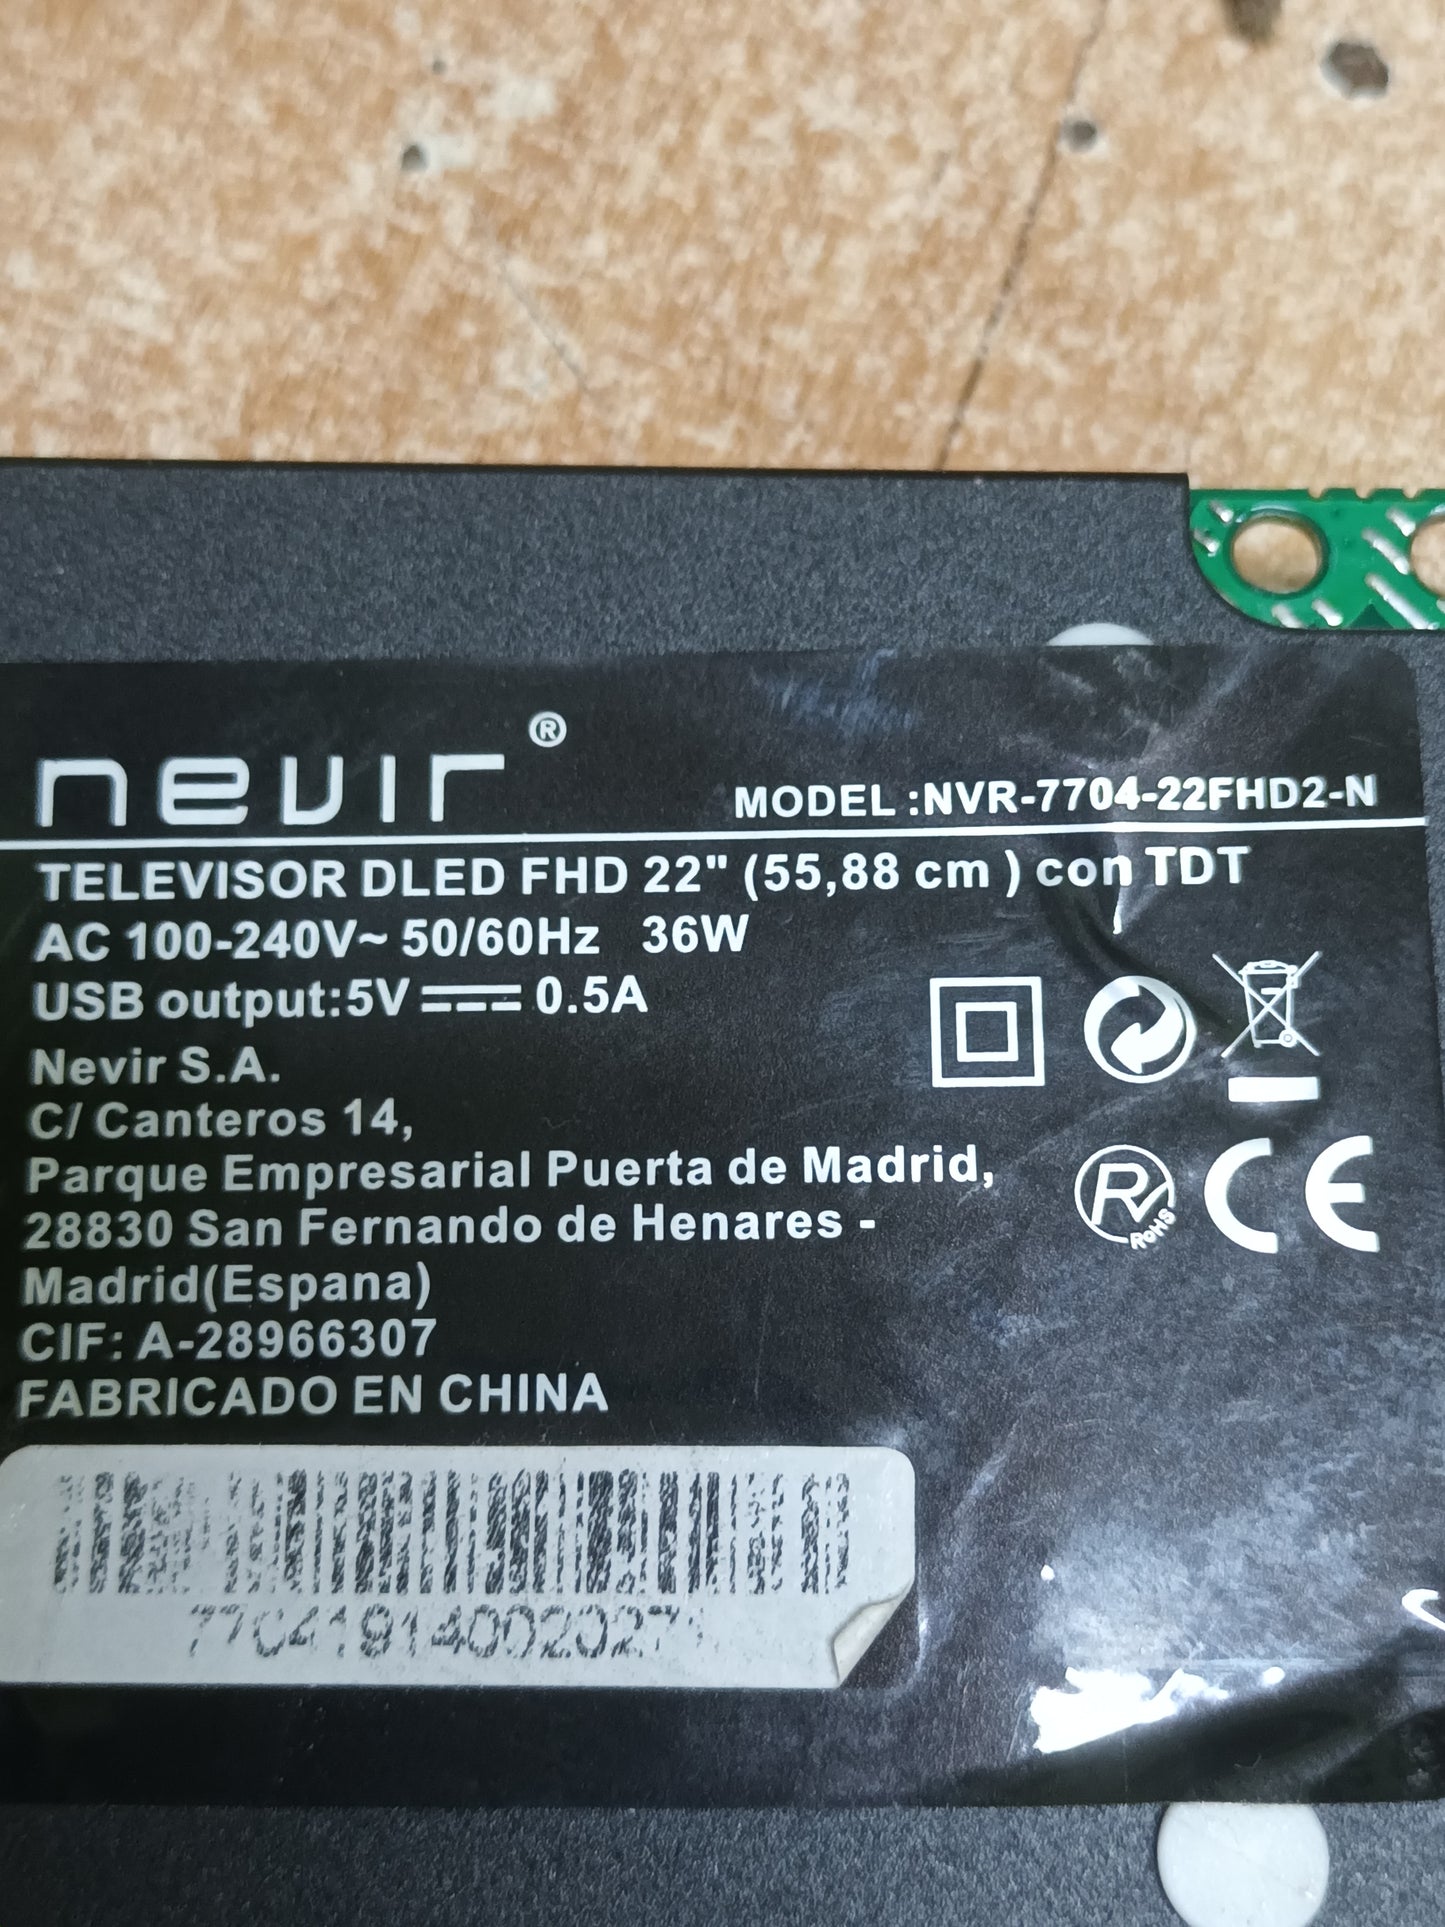 nevir ®
MODEL :NVR-7704-22FHD2-N
TELEVISOR DLED FHD 22" (55,88 cm ) con TDT
AC 100-240V~ 50/60Hz 36W
USB output:5V ⎓ 0.5A
Nevir S.A.
C/ Canteros 14,
Parque Empresarial Puerta de Madrid,
28830 San Fernando de Henares -
Madrid(Espana)
CIF: A-28966307
FABRICADO EN CHINA
R
RoHS
CE